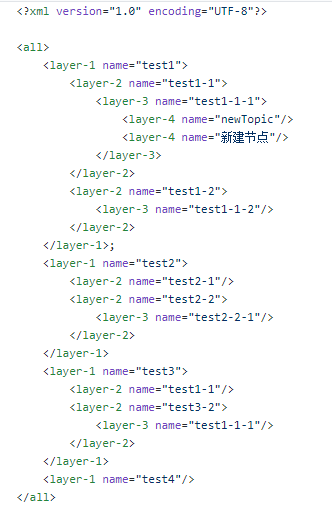 <?xml version="1.0" encoding="UTF-8"?>
<all>
    <layer-1 name="test1">
        <layer-2 name="test1-1">
            <layer-3 name="test1-1-1">
                <layer-4 name="newTopic"/>
                <layer-4 name="新建节点"/>
            </layer-3>
        </layer-2>
        <layer-2 name="test1-2">
            <layer-3 name="test1-1-2"/>
        </layer-2>
    </layer-1>;
    <layer-1 name="test2">
        <layer-2 name="test2-1"/>
        <layer-2 name="test2-2">
            <layer-3 name="test2-2-1"/>
        </layer-2>
    </layer-1>
    <layer-1 name="test3">
        <layer-2 name="test1-1"/>
        <layer-2 name="test3-2">
            <layer-3 name="test1-1-1"/>
        </layer-2>
    </layer-1>
    <layer-1 name="test4"/>
</all>